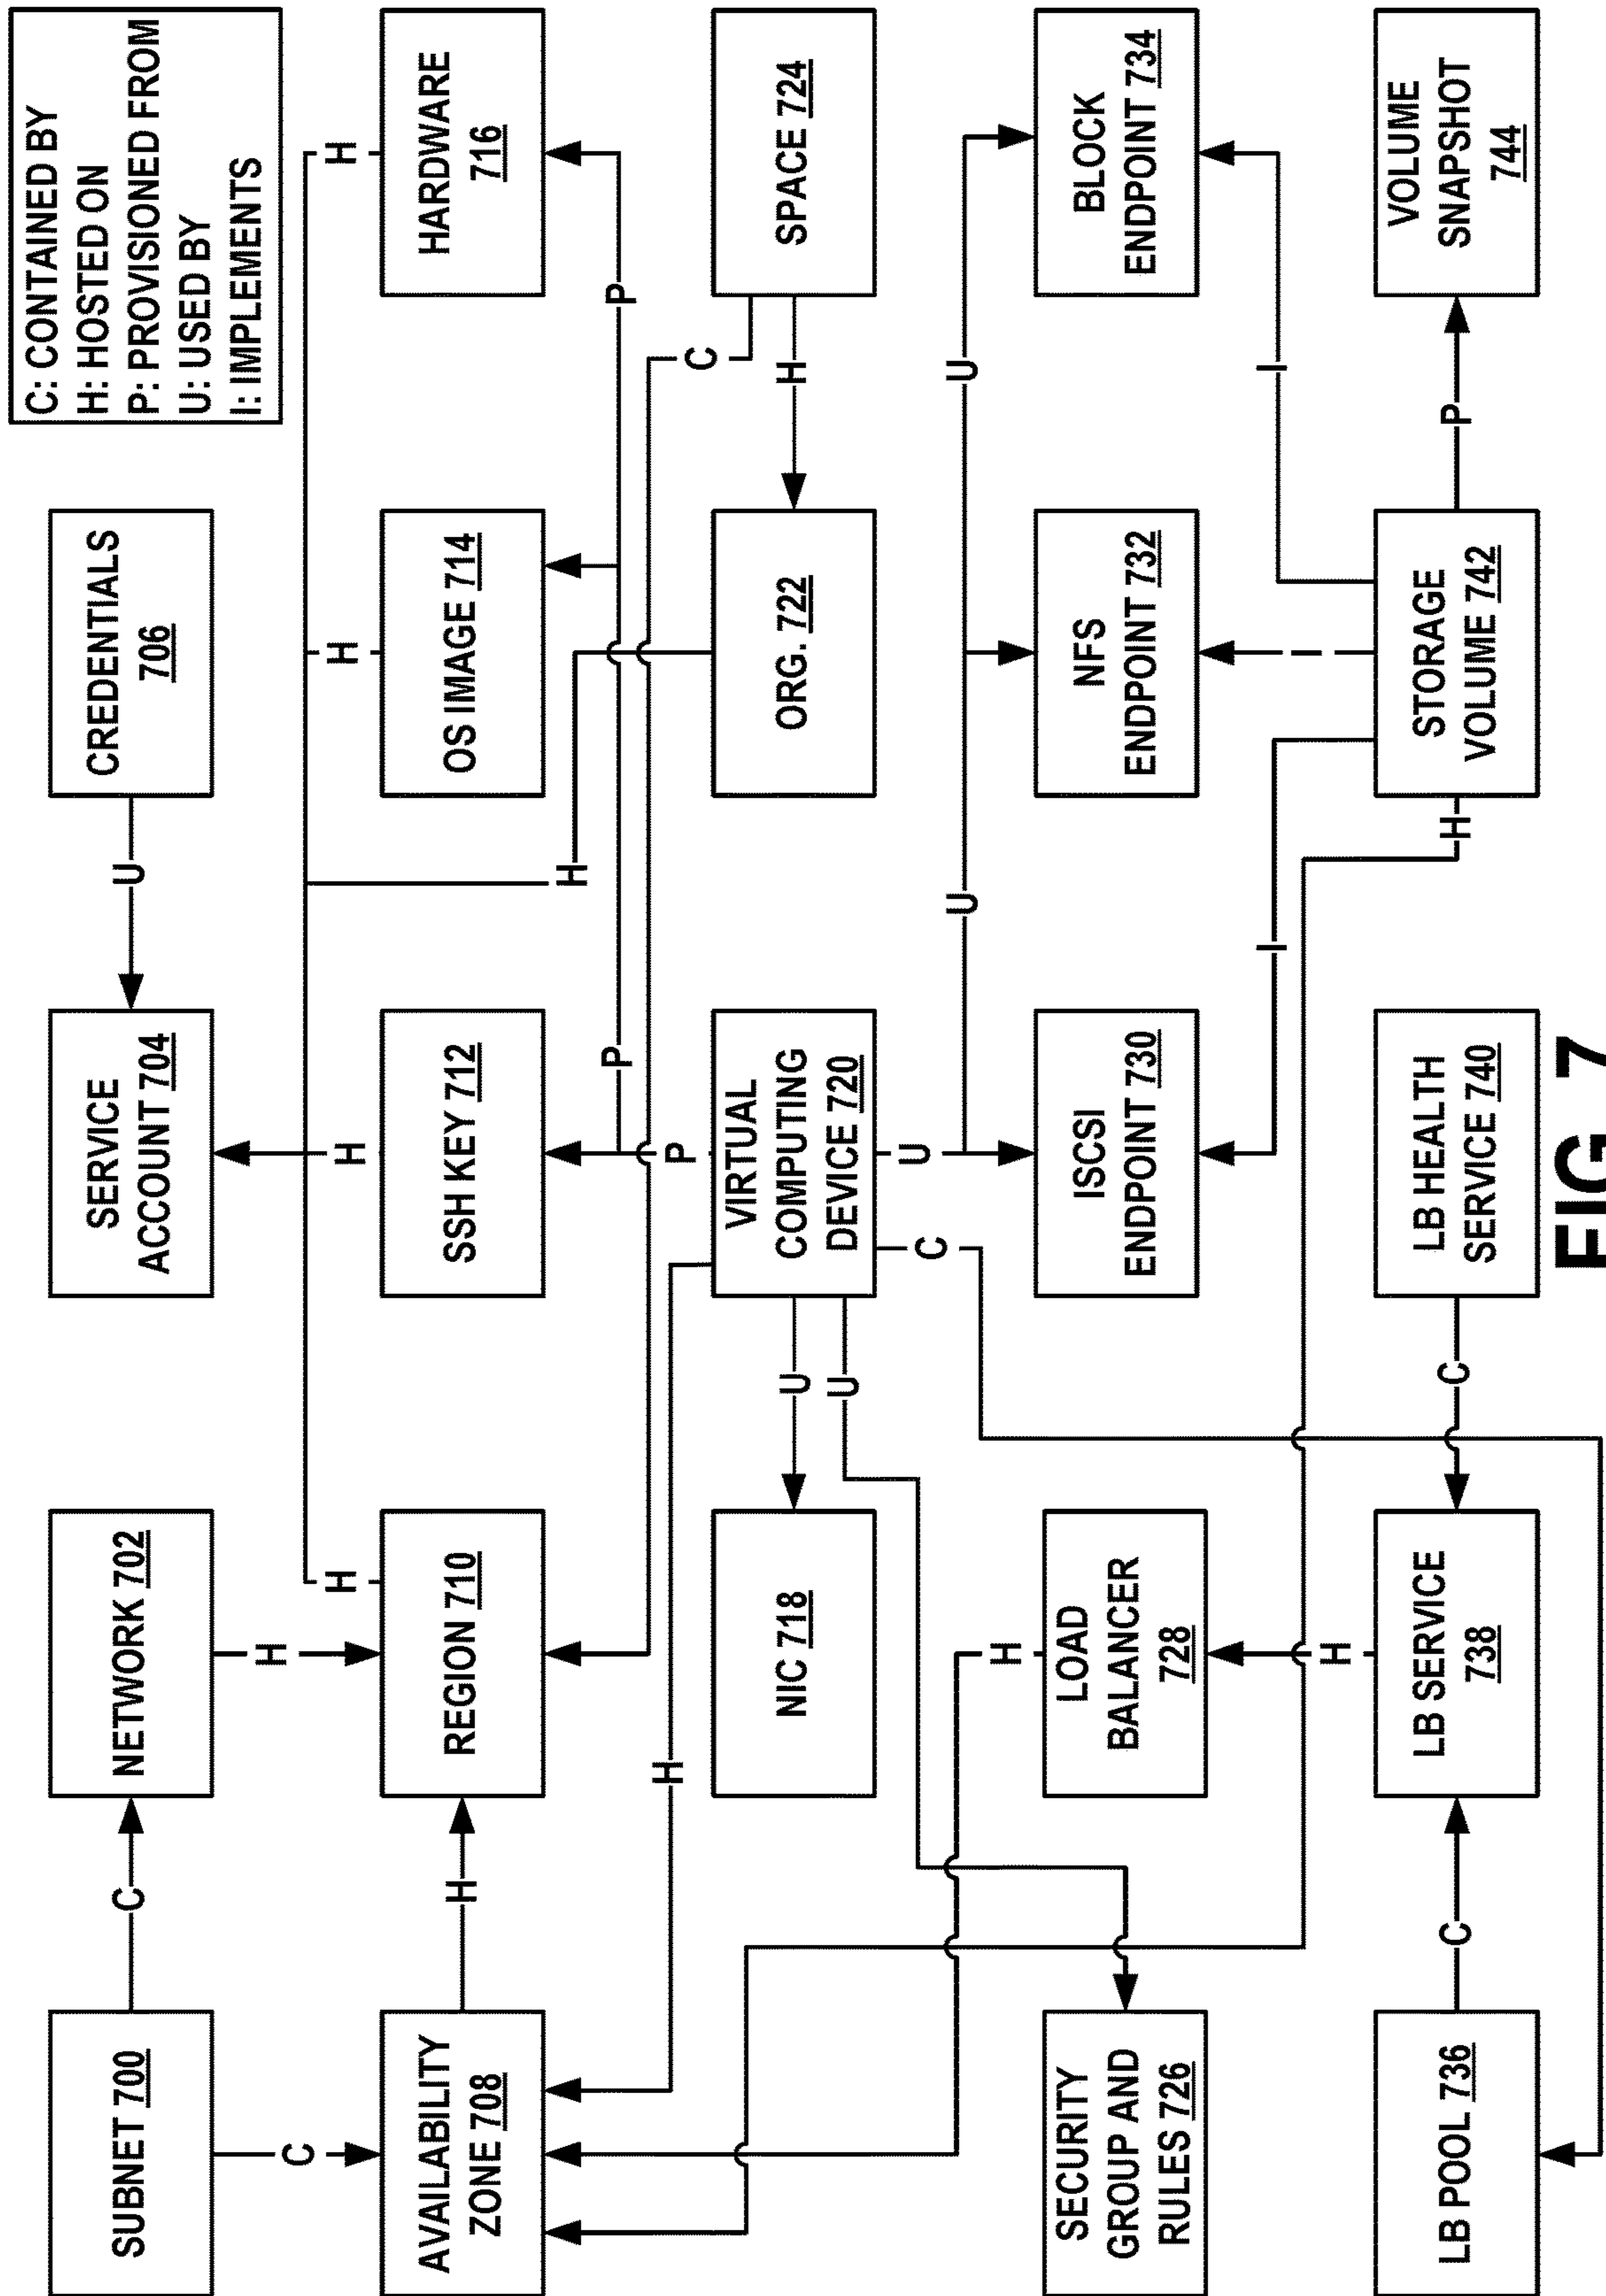 C: CONTAINED BY
H: HOSTED ON
P: PROVISIONED FROM
U: USED BY
I: IMPLEMENTS
SUBNET 700
C
NETWORK 702
SERVICE
ACCOUNT 704
U
CREDENTIALS
706
C
H
H
H
H
H
AVAILABILITY
ZONE 708
H
REGION 710
SSH KEY 712
OS IMAGE 714
HARDWARE
716
P
H
P
P
H
C
NIC 718
U
U
VIRTUAL
COMPUTING
DEVICE 720
ORG. 722
H
SPACE 724
H
U
C
U
U
SECURITY
GROUP AND
RULES 726
LOAD
BALANCER
728
ISCSI
ENDPOINT 730
NFS
ENDPOINT 732
BLOCK
ENDPOINT 734
H
I
I
I
LB POOL 736
C
LB SERVICE
738
C
LB HEALTH
SERVICE 740
H
STORAGE
VOLUME 742
P
VOLUME
SNAPSHOT
744
FIG. 7